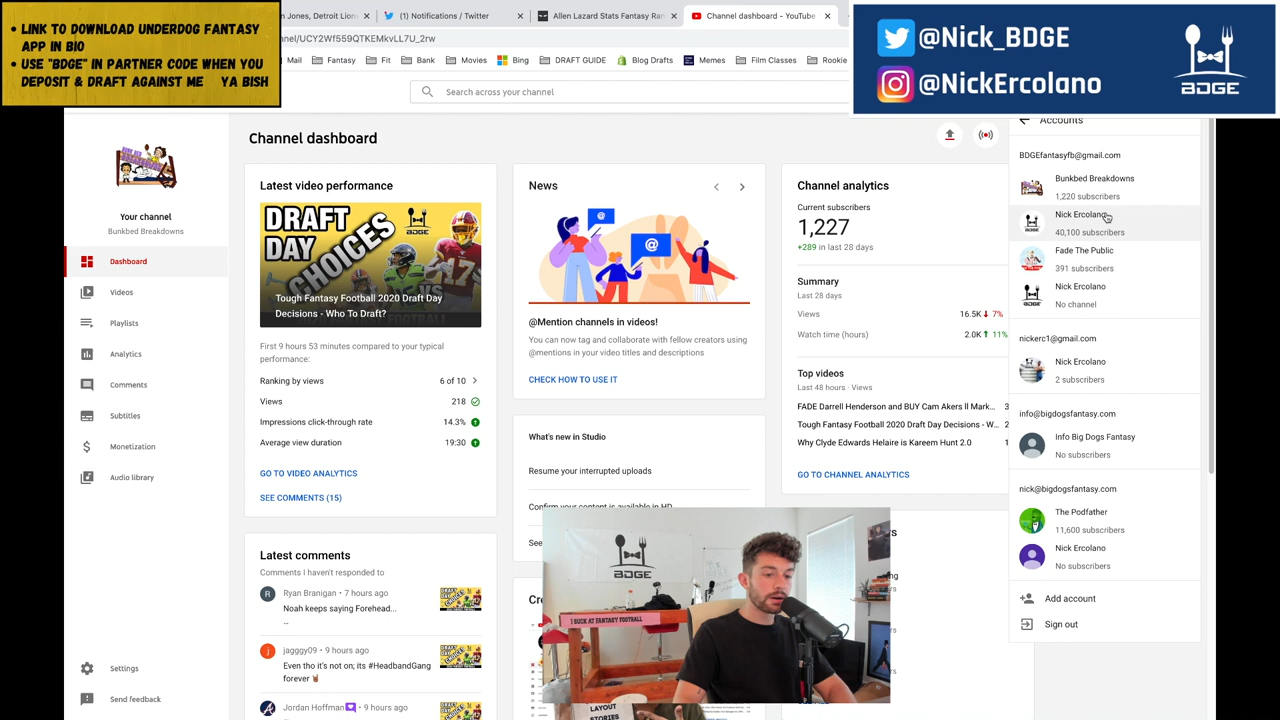 • LINK TO DOWNLOAD UNDERDOG FANTASY
APP IN BIO
• USE "BDGE" IN PARTNER CODE WHEN YOU
DEPOSIT & DRAFT AGAINST ME YA BISH
@Nick_BDGE
@NickErcolano
BDGE
Jones, Detroit Lion
(1) Notifications / Twitter
Allen Lazard Stats Fantasy Ran
Channel dashboard - YouTube
nnel/UCY2Wf559QTKEMkvLL7U_2rw
Mail
Fantasy
Fit
Bank
Movies
Bing
DRAFT GUIDE
Blog Drafts
Memes
Film Classes
Rookie
Search across your channel
Your channel
Bunkbed Breakdowns
Dashboard
Videos
Playlists
Analytics
Comments
Subtitles
Monetization
Audio library
Settings
Send feedback
Channel dashboard
Latest video performance
DRAFT
DAY
CHOICES
Tough Fantasy Football 2020 Draft Day
Decisions - Who To Draft?
First 9 hours 53 minutes compared to your typical
performance:
Ranking by views 6 of 10
Views 218
Impressions click-through rate 14.3%
Average view duration 19:30
GO TO VIDEO ANALYTICS
SEE COMMENTS (15)
Latest comments
Comments I haven't responded to
Ryan Branigan • 7 hours ago
Noah keeps saying Forehead...
..
jagggy09 • 9 hours ago
Even tho it's not on; its #HeadbandGang
forever 🤘
Jordan Hoffman • 9 hours ago
News
@Mention channels in videos!
You can now tag and collaborate with fellow creators using
@mentions in your video titles and descriptions
CHECK HOW TO USE IT
What's new in Studio
Resume your interrupted uploads
Confirm your content is available in HD
See
Cre
Channel analytics
Current subscribers
1,227
+289 in last 28 days
Summary
Last 28 days
Views 16.5K 7%
Watch time (hours) 2.0K 11%
Top videos
Last 48 hours · Views
FADE Darrell Henderson and BUY Cam Akers ll Mark... 3
Tough Fantasy Football 2020 Draft Day Decisions - W... 2
Why Clyde Edwards Helaire is Kareem Hunt 2.0 1
GO TO CHANNEL ANALYTICS
Accounts
BDGEfantasyfb@gmail.com
Bunkbed Breakdowns
1,220 subscribers
Nick Ercolano
40,100 subscribers
Fade The Public
391 subscribers
Nick Ercolano
No channel
nickerc1@gmail.com
Nick Ercolano
2 subscribers
info@bigdogsfantasy.com
Info Big Dogs Fantasy
No subscribers
nick@bigdogsfantasy.com
The Podfather
11,600 subscribers
Nick Ercolano
No subscribers
Add account
Sign out
BDGE
I SUCK AT FANTASY FOOTBALL
LAYOUT
STORIES